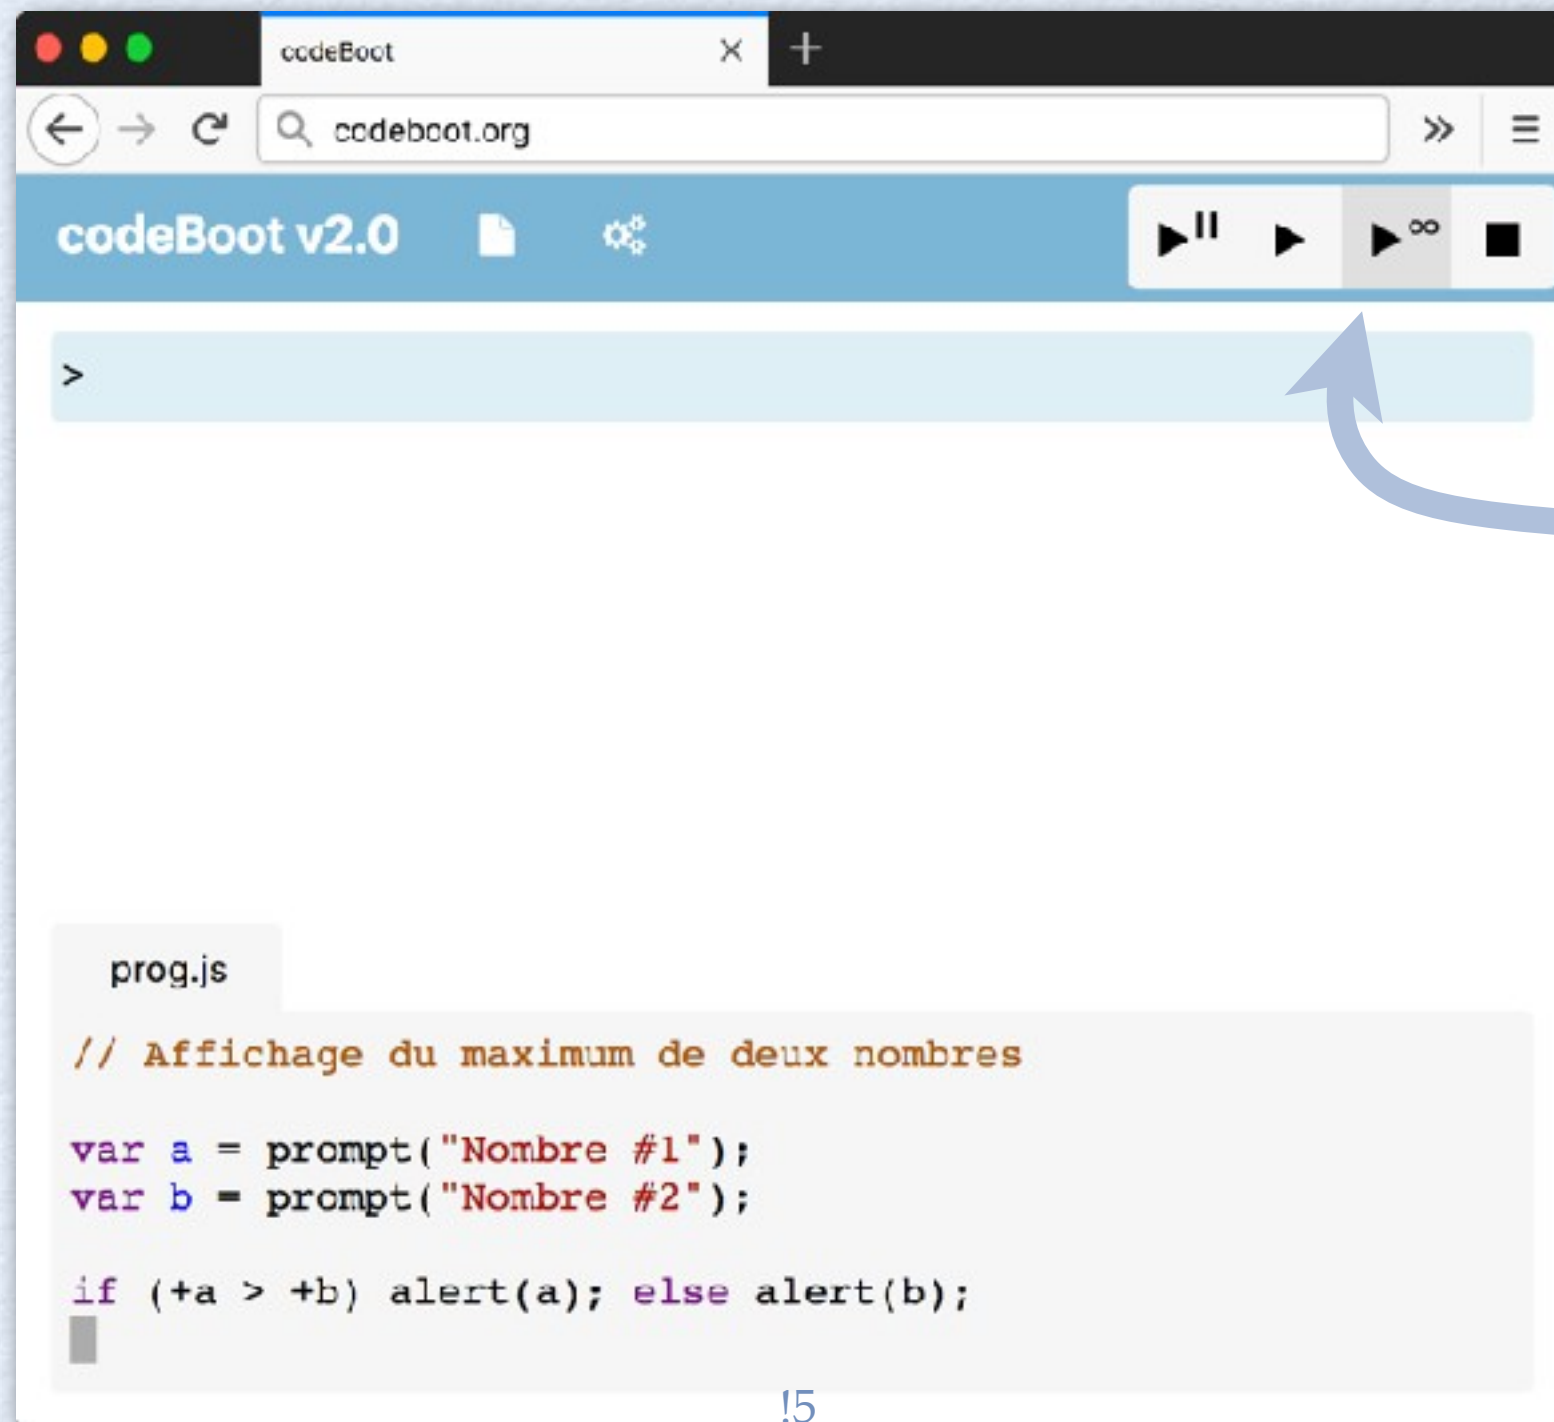 codeBoot
codeboot.org
codeBoot v2.0
∞
>
prog.js
// Affichage du maximum de deux nombres
var a = prompt("Nombre #1");
var b = prompt("Nombre #2");
if (+a > +b) alert(a); else alert(b);
!5